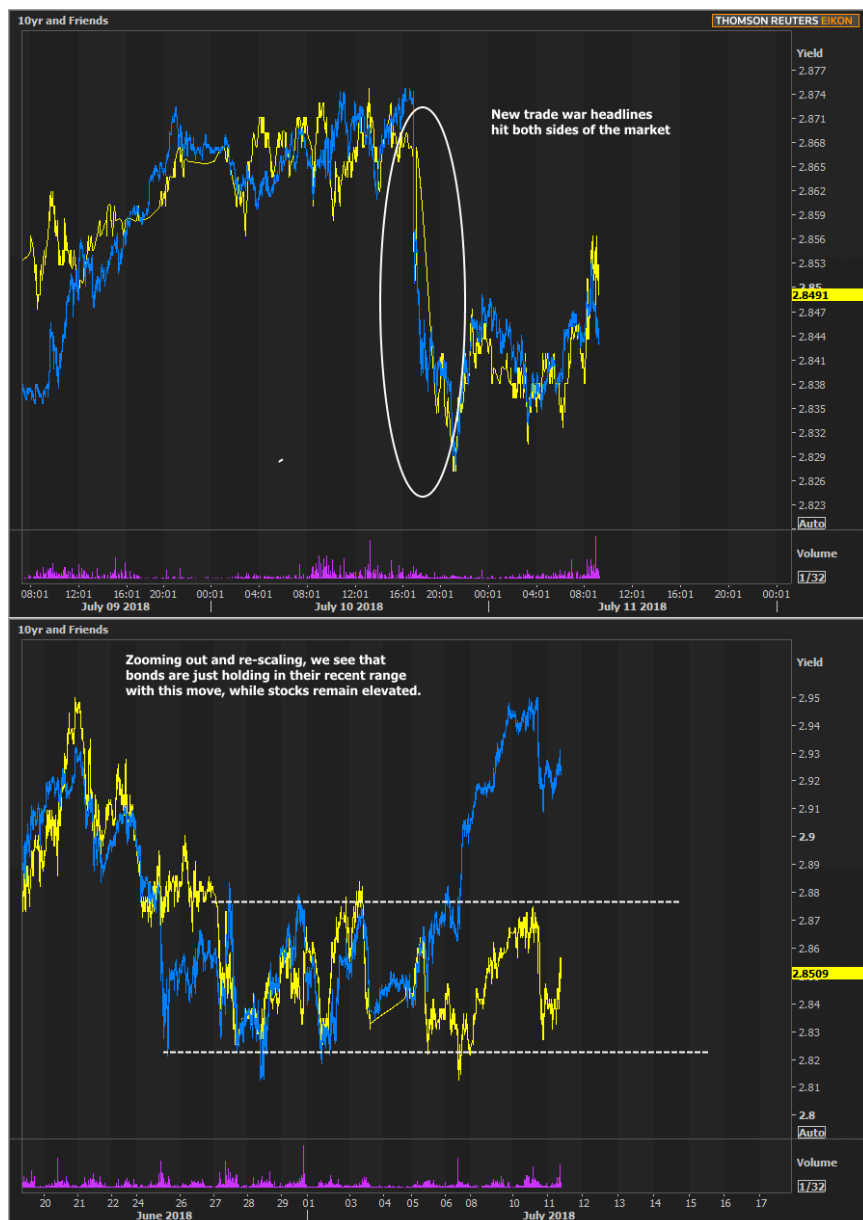 10yr and Friends
THOMSON REUTERS EIKON
Yield
2.877
2.874
2.871
2.868
2.865
2.862
2.859
2.856
2.853
2.85
2.8491
2.847
2.844
2.841
2.838
2.835
2.832
2.829
2.826
2.823
Auto
New trade war headlines
hit both sides of the market
Volume
1/32
08:01 12:01 16:01 20:01 00:01 04:01 08:01 12:01 16:01 20:01 00:01 04:01 08:01 12:01 16:01 20:01 00:01
July 09 2018 July 10 2018 July 11 2018
10yr and Friends
Zooming out and re-scaling, we see that
bonds are just holding in their recent range
with this move, while stocks remain elevated.
Yield
2.95
2.94
2.93
2.92
2.91
2.9
2.89
2.88
2.87
2.86
2.8509
2.84
2.83
2.82
2.81
2.8
Auto
Volume
1/32
20 21 22 24 26 27 28 29 01 03 04 05 06 08 10 11 12 13 15 16 17
June 2018 July 2018